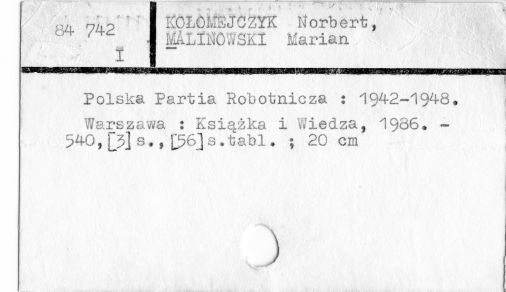 84 742
I
KOŁOMEJCZYK Norbert,
MALINOWSKI Marian
Polska Partia Robotnicza : 1942-1948.
Warszawa : Książka i Wiedza, 1986. -
540,[3]s.,[56]s.tabl. ; 20 cm